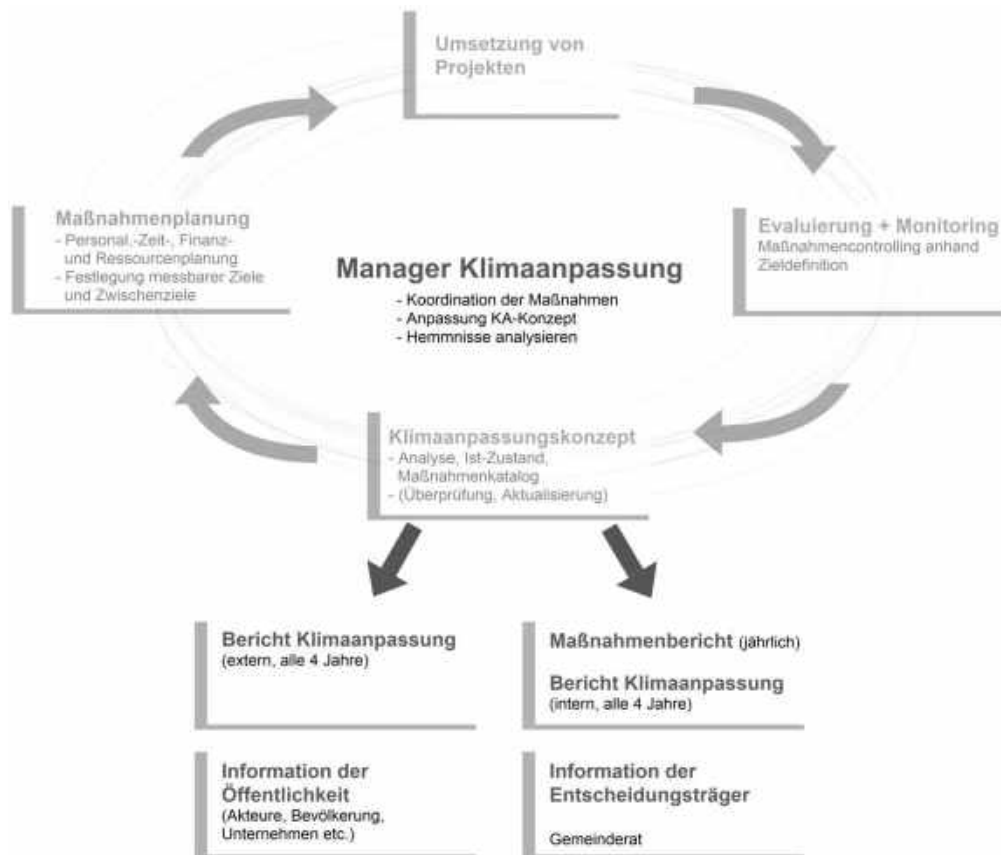 Umsetzung von
Projekten
Maßnahmenplanung
- Personal,-Zeit-, Finanz-
und Ressourcenplanung
- Festlegung messbarer Ziele
und Zwischenziele
Evaluierung + Monitoring
Maßnahmencontrolling anhand
Zieldefinition
Manager Klimaanpassung
- Koordination der Maßnahmen
- Anpassung KA-Konzept
- Hemmnisse analysieren
Klimaanpassungskonzept
- Analyse, Ist-Zustand,
Maßnahmenkatalog
- (Überprüfung, Aktualisierung)
Bericht Klimaanpassung
(extern, alle 4 Jahre)
Maßnahmenbericht (jährlich)
Bericht Klimaanpassung
(intern, alle 4 Jahre)
Information der
Öffentlichkeit
(Akteure, Bevölkerung,
Unternehmen etc.)
Information der
Entscheidungsträger
Gemeinderat